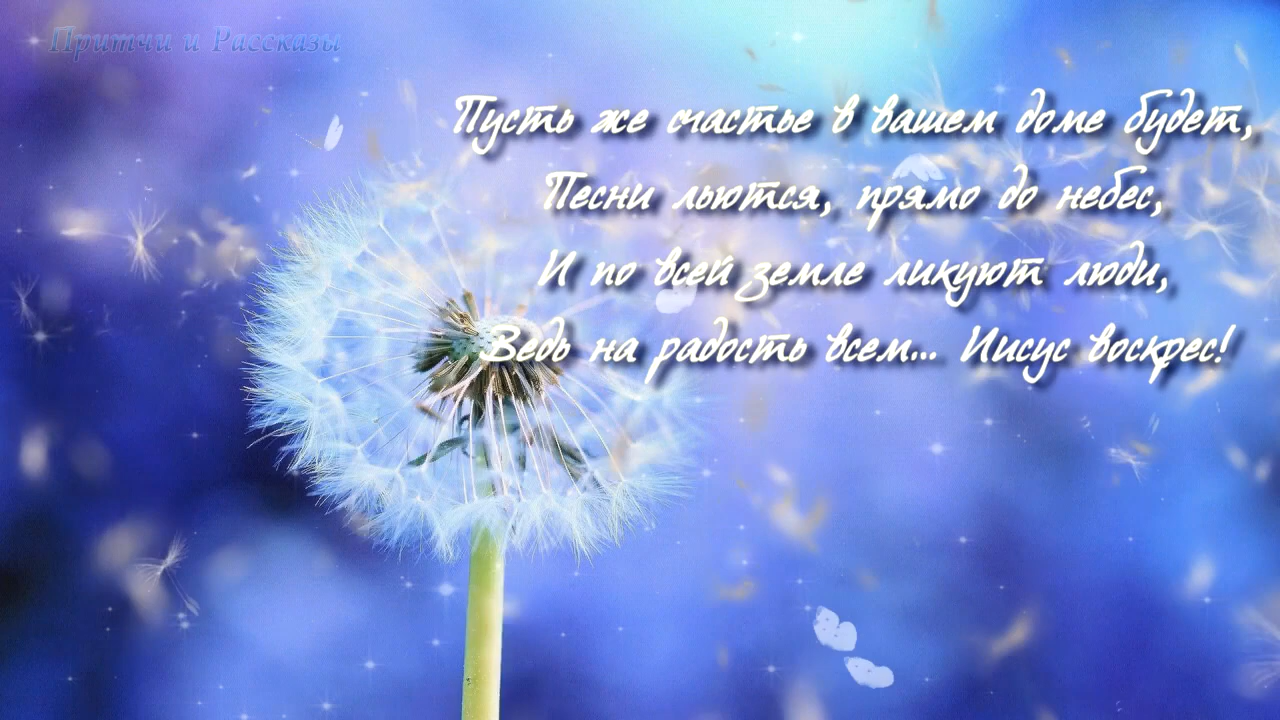 Притчи и Рассказы
Пусть же счастье в вашем доме будет,
Песни льются, прямо до небес,
И по всей земле ликуют люди,
Ведь на радость всем... Иисус воскрес!